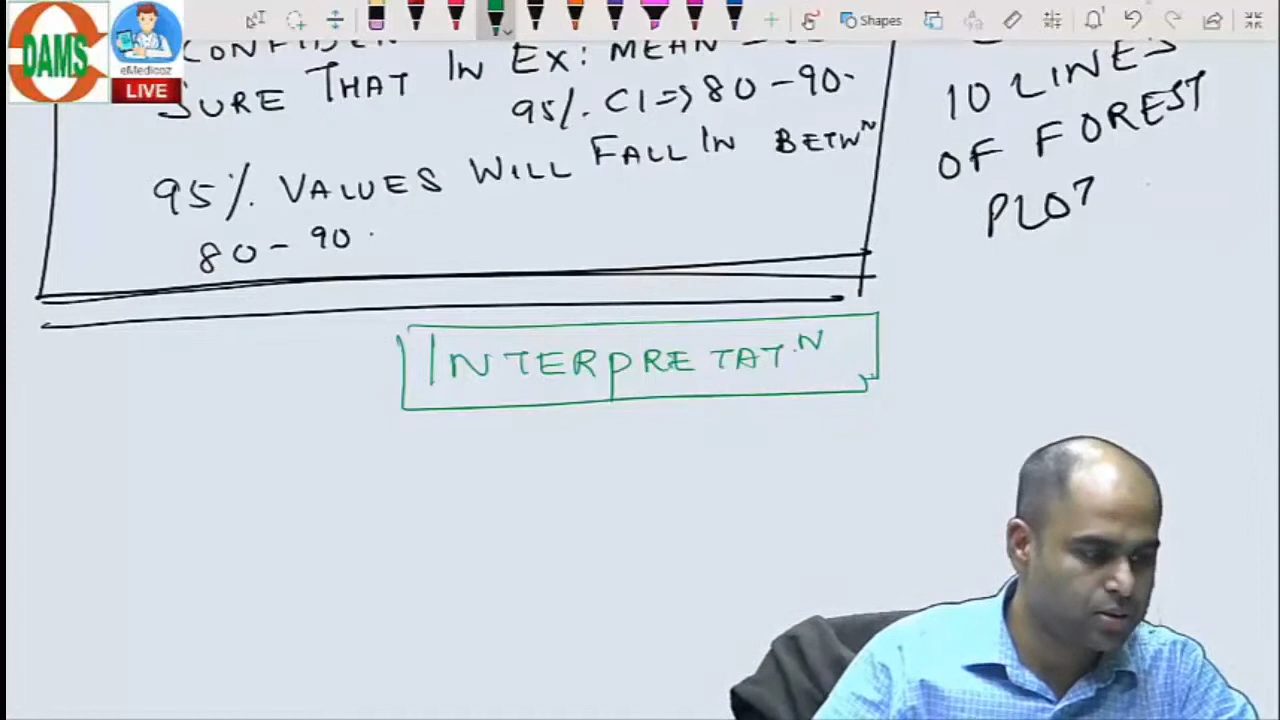 DAMS
eMedicoz
LIVE
Shapes
SURE THAT IN EX: MEAN
95% CI => 80-90.
95% VALUES WILL FALL IN BETWᴺ
80-90.
10 LINES
OF FOREST
PLOT
INTERPRETAT.ᴺ